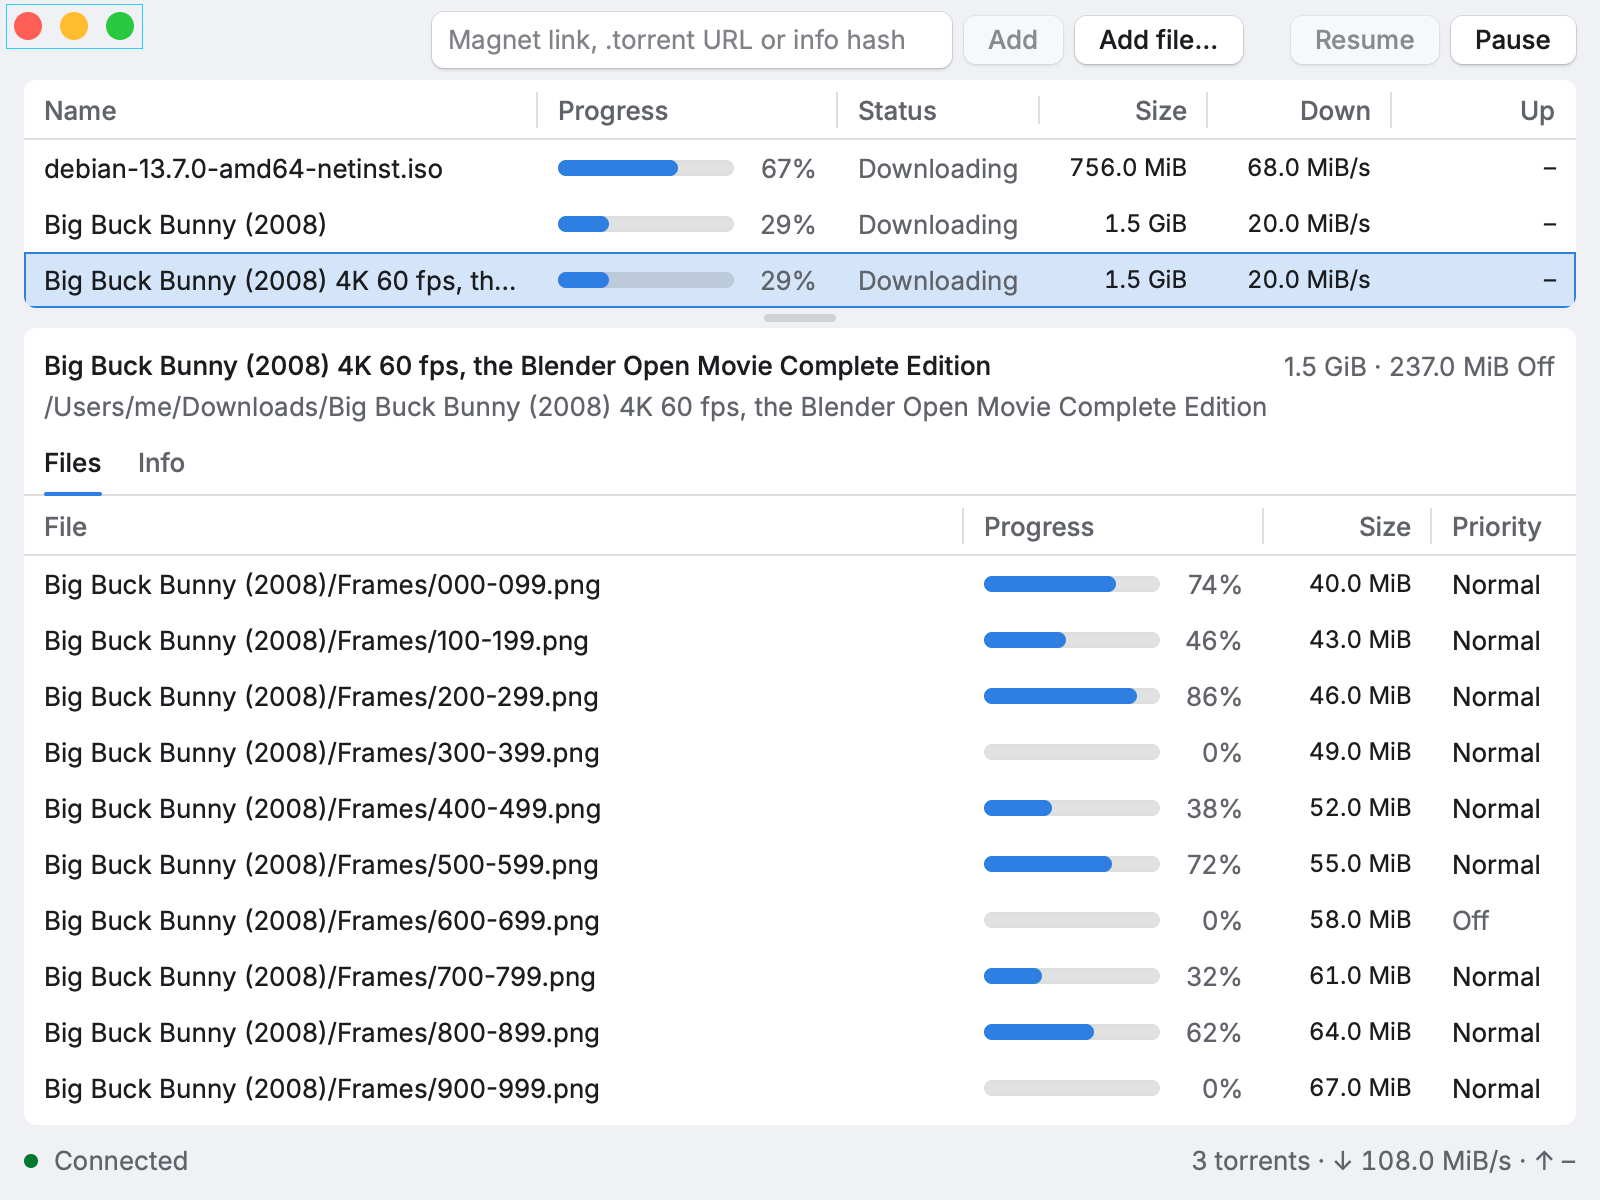 Magnet link, .torrent URL or info hash Add Add file... Resume Pause
Name Progress Status Size Down Up
debian-13.7.0-amd64-netinst.iso 67% Downloading 756.0 MiB 68.0 MiB/s –
Big Buck Bunny (2008) 29% Downloading 1.5 GiB 20.0 MiB/s –
Big Buck Bunny (2008) 4K 60 fps, th... 29% Downloading 1.5 GiB 20.0 MiB/s –
Big Buck Bunny (2008) 4K 60 fps, the Blender Open Movie Complete Edition 1.5 GiB · 237.0 MiB Off
/Users/me/Downloads/Big Buck Bunny (2008) 4K 60 fps, the Blender Open Movie Complete Edition
Files Info
File Progress Size Priority
Big Buck Bunny (2008)/Frames/000-099.png 74% 40.0 MiB Normal
Big Buck Bunny (2008)/Frames/100-199.png 46% 43.0 MiB Normal
Big Buck Bunny (2008)/Frames/200-299.png 86% 46.0 MiB Normal
Big Buck Bunny (2008)/Frames/300-399.png 0% 49.0 MiB Normal
Big Buck Bunny (2008)/Frames/400-499.png 38% 52.0 MiB Normal
Big Buck Bunny (2008)/Frames/500-599.png 72% 55.0 MiB Normal
Big Buck Bunny (2008)/Frames/600-699.png 0% 58.0 MiB Off
Big Buck Bunny (2008)/Frames/700-799.png 32% 61.0 MiB Normal
Big Buck Bunny (2008)/Frames/800-899.png 62% 64.0 MiB Normal
Big Buck Bunny (2008)/Frames/900-999.png 0% 67.0 MiB Normal
Connected 3 torrents · ↓ 108.0 MiB/s · ↑ –